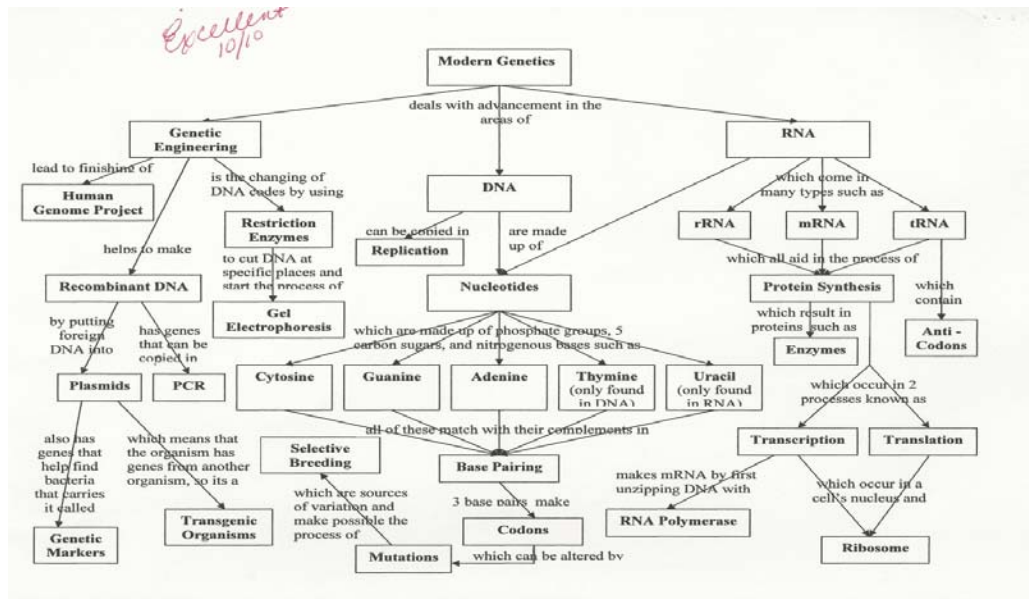 Excellent
10/10
Modern Genetics
deals with advancement in the
areas of
Genetic
Engineering
DNA
RNA
lead to finishing of
Human
Genome Project
is the changing of
DNA codes by using
Restriction
Enzymes
can be copied in
Replication
are made
up of
which come in
many types such as
rRNA
mRNA
tRNA
helps to make
Recombinant DNA
to cut DNA at
specific places and
start the process of
Gel
Electrophoresis
Nucleotides
which all aid in the process of
Protein Synthesis
which
contain
Anti -
Codons
which result in
proteins such as
Enzymes
by putting
foreign
DNA into
has genes
that can be
copied in
Plasmids
PCR
which are made up of phosphate groups, 5
carbon sugars, and nitrogenous bases such as
Cytosine
Guanine
Adenine
Thymine
(only found
in DNA)
Uracil
(only found
in RNA)
which occur in 2
processes known as
Transcription
Translation
also has
genes that
help find
bacteria
that carries
it called
which means that
the organism has
genes from another
organism, so its a
Genetic
Markers
Transgenic
Organisms
all of these match with their complements in
Base Pairing
Selective
Breeding
which are sources
of variation and
make possible the
process of
3 base pairs make
Codons
Mutations
which can be altered by
makes mRNA by first
unzipping DNA with
RNA Polymerase
which occur in a
cell's nucleus and
Ribosome